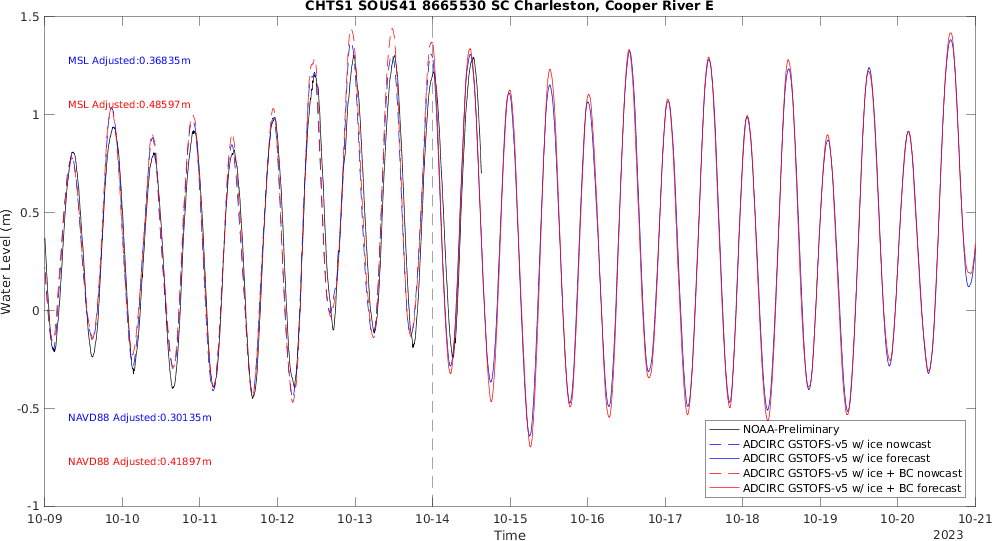 CHTS1 SOUS41 8665530 SC Charleston, Cooper River E
1.5
1
0.5
0
-0.5
-1
Water Level (m)
MSL Adjusted:0.36835m
MSL Adjusted:0.48597m
NAVD88 Adjusted:0.30135m
NAVD88 Adjusted:0.41897m
NOAA-Preliminary
ADCIRC GSTOFS-v5 w/ ice nowcast
ADCIRC GSTOFS-v5 w/ ice forecast
ADCIRC GSTOFS-v5 w/ ice + BC nowcast
ADCIRC GSTOFS-v5 w/ ice + BC forecast
10-09 10-10 10-11 10-12 10-13 10-14 10-15 10-16 10-17 10-18 10-19 10-20 10-21
Time
2023